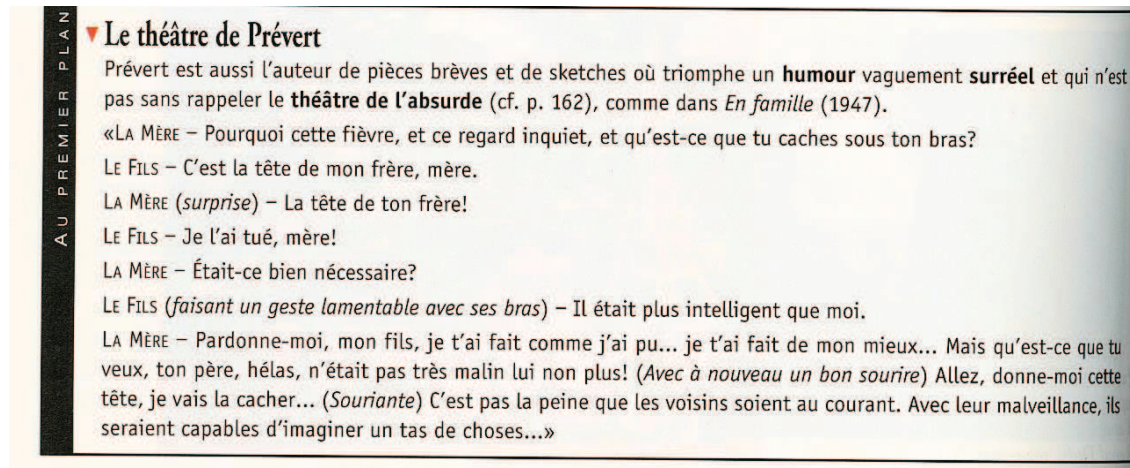 AU PREMIER PLAN
Le théâtre de Prévert
Prévert est aussi l'auteur de pièces brèves et de sketches où triomphe un humour vaguement surréel et qui n'est
pas sans rappeler le théâtre de l'absurde (cf. p. 162), comme dans En famille (1947).
«LA MÈRE – Pourquoi cette fièvre, et ce regard inquiet, et qu'est-ce que tu caches sous ton bras?
LE FILS – C'est la tête de mon frère, mère.
LA MÈRE (surprise) – La tête de ton frère!
LE FILS – Je l'ai tué, mère!
LA MÈRE – Était-ce bien nécessaire?
LE FILS (faisant un geste lamentable avec ses bras) – Il était plus intelligent que moi.
LA MÈRE – Pardonne-moi, mon fils, je t'ai fait comme j'ai pu... je t'ai fait de mon mieux... Mais qu'est-ce que tu
veux, ton père, hélas, n'était pas très malin lui non plus! (Avec à nouveau un bon sourire) Allez, donne-moi cette
tête, je vais la cacher... (Souriante) C'est pas la peine que les voisins soient au courant. Avec leur malveillance, ils
seraient capables d'imaginer un tas de choses...»